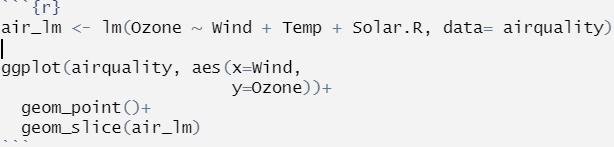 ```{r}
air_lm <- lm(Ozone ~ Wind + Temp + Solar.R, data= airquality)

ggplot(airquality, aes(x=Wind,
                       y=Ozone))+
  geom_point()+
  geom_slice(air_lm)
```